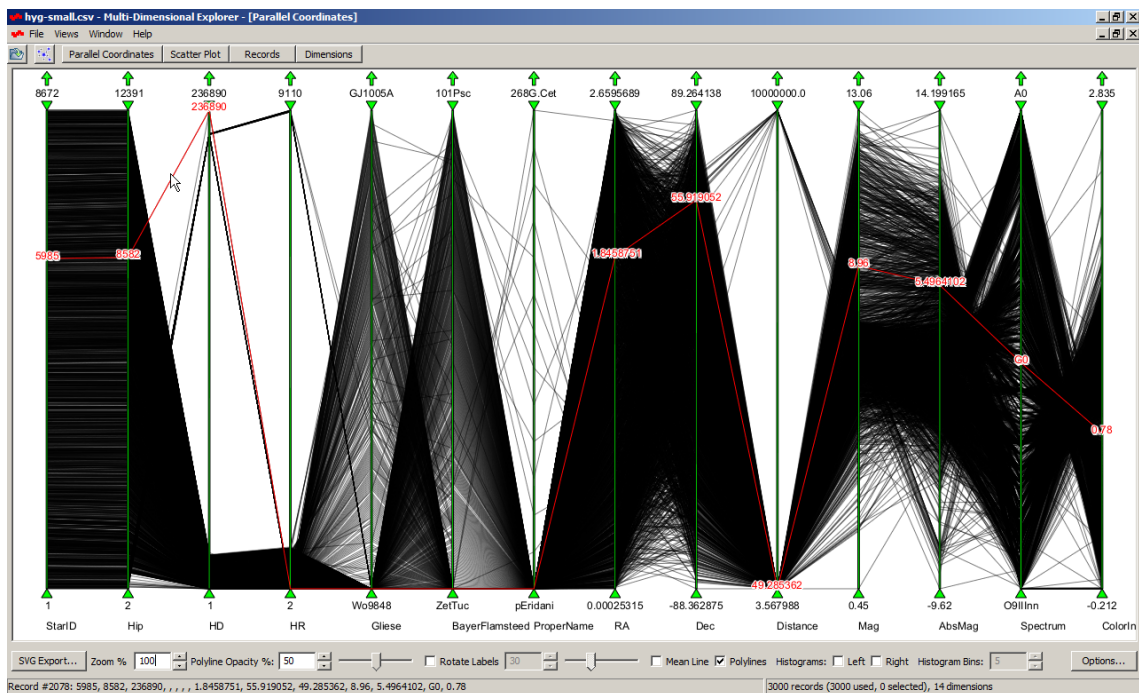 hyg-small.csv - Multi-Dimensional Explorer - [Parallel Coordinates]
File Views Window Help
Parallel Coordinates Scatter Plot Records Dimensions
8672 12391 236890 9110 GJ1005A 101Psc 268G.Cet 2.6595689 89.264138 10000000.0 13.06 14.199165 A0 2.835
236890
55.919052
5985 8582 1.8458751
8.96 5.4964102
G0
0.78
49.285362
1 2 1 2 Wo9848 ZetTuc pEridani 0.00025315 -88.362875 3.567988 0.45 -9.62 O9IIInn -0.212
StarID Hip HD HR Gliese BayerFlamsteed ProperName RA Dec Distance Mag AbsMag Spectrum ColorIn
SVG Export... Zoom % 100 Polyline Opacity %: 50 Rotate Labels 30 Mean Line Polylines Histograms: Left Right Histogram Bins: 5 Options...
Record #2078: 5985, 8582, 236890, , , , , 1.8458751, 55.919052, 49.285362, 8.96, 5.4964102, G0, 0.78 3000 records (3000 used, 0 selected), 14 dimensions